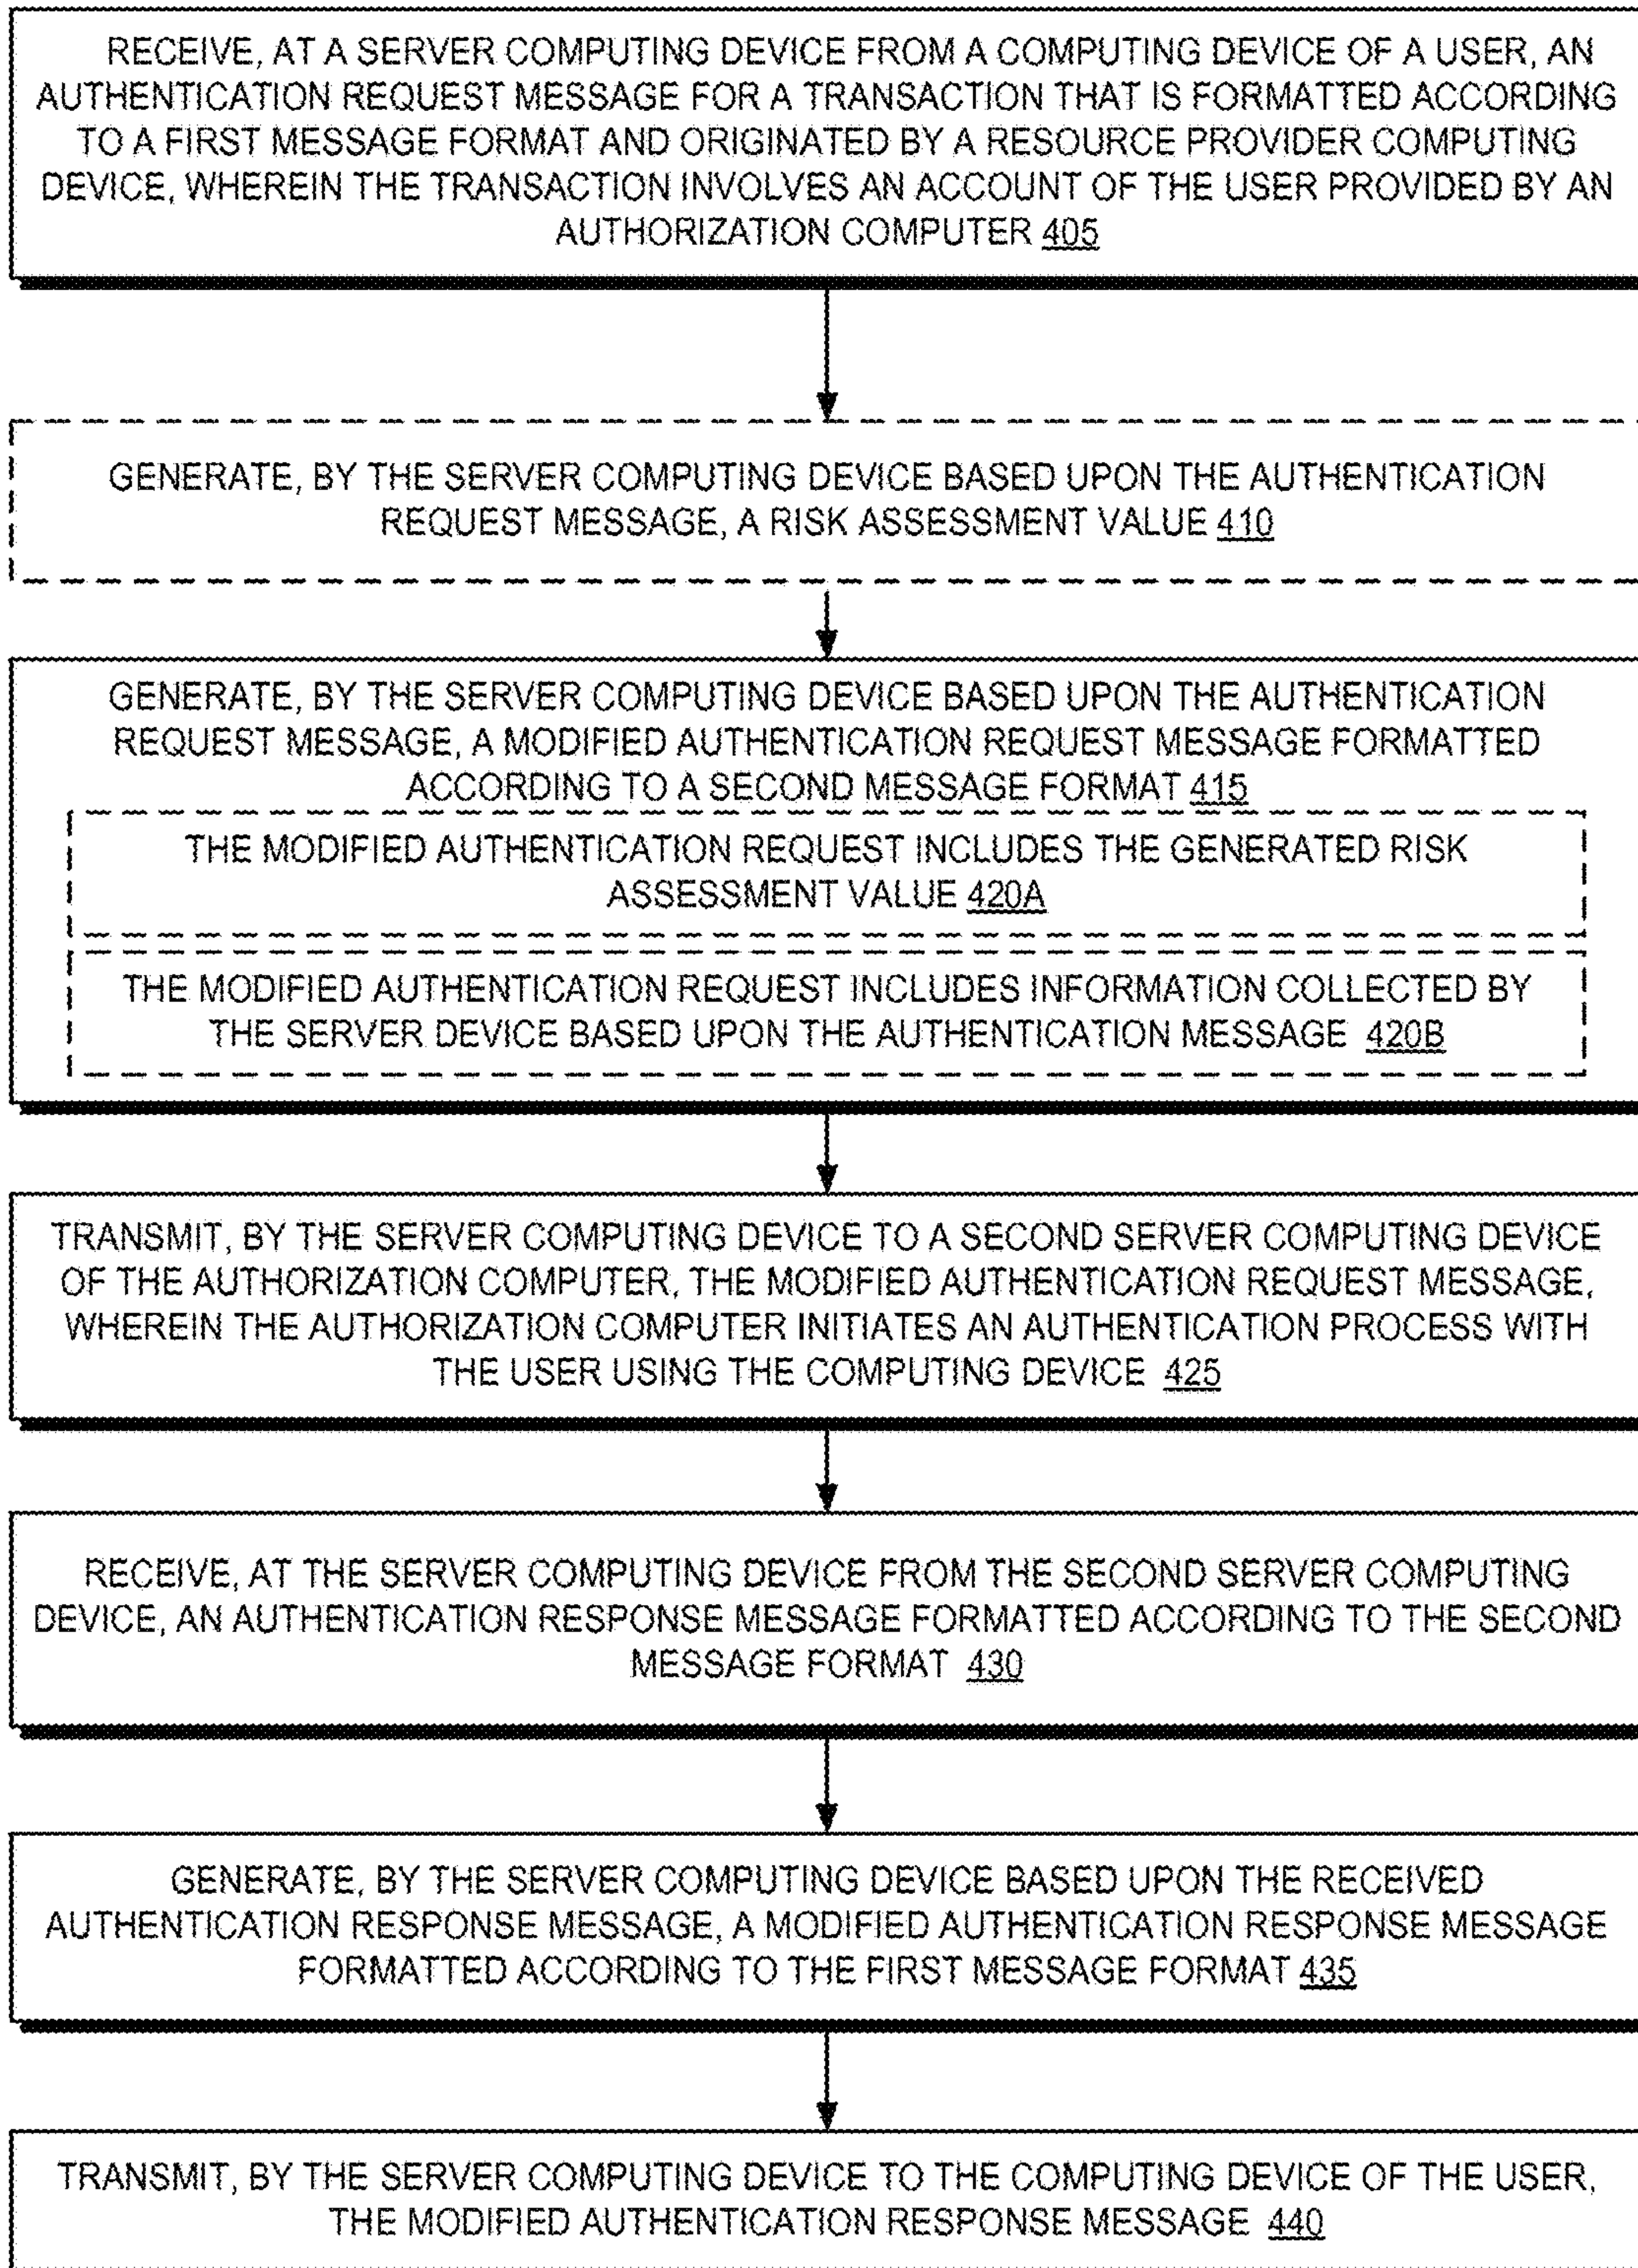 RECEIVE, AT A SERVER COMPUTING DEVICE FROM A COMPUTING DEVICE OF A USER, AN
AUTHENTICATION REQUEST MESSAGE FOR A TRANSACTION THAT IS FORMATTED ACCORDING
TO A FIRST MESSAGE FORMAT AND ORIGINATED BY A RESOURCE PROVIDER COMPUTING
DEVICE, WHEREIN THE TRANSACTION INVOLVES AN ACCOUNT OF THE USER PROVIDED BY AN
AUTHORIZATION COMPUTER 405
GENERATE, BY THE SERVER COMPUTING DEVICE BASED UPON THE AUTHENTICATION
REQUEST MESSAGE, A RISK ASSESSMENT VALUE 410
GENERATE, BY THE SERVER COMPUTING DEVICE BASED UPON THE AUTHENTICATION
REQUEST MESSAGE, A MODIFIED AUTHENTICATION REQUEST MESSAGE FORMATTED
ACCORDING TO A SECOND MESSAGE FORMAT 415
THE MODIFIED AUTHENTICATION REQUEST INCLUDES THE GENERATED RISK
ASSESSMENT VALUE 420A
THE MODIFIED AUTHENTICATION REQUEST INCLUDES INFORMATION COLLECTED BY
THE SERVER DEVICE BASED UPON THE AUTHENTICATION MESSAGE 420B
TRANSMIT, BY THE SERVER COMPUTING DEVICE TO A SECOND SERVER COMPUTING DEVICE
OF THE AUTHORIZATION COMPUTER, THE MODIFIED AUTHENTICATION REQUEST MESSAGE,
WHEREIN THE AUTHORIZATION COMPUTER INITIATES AN AUTHENTICATION PROCESS WITH
THE USER USING THE COMPUTING DEVICE 425
RECEIVE, AT THE SERVER COMPUTING DEVICE FROM THE SECOND SERVER COMPUTING
DEVICE, AN AUTHENTICATION RESPONSE MESSAGE FORMATTED ACCORDING TO THE SECOND
MESSAGE FORMAT 430
GENERATE, BY THE SERVER COMPUTING DEVICE BASED UPON THE RECEIVED
AUTHENTICATION RESPONSE MESSAGE, A MODIFIED AUTHENTICATION RESPONSE MESSAGE
FORMATTED ACCORDING TO THE FIRST MESSAGE FORMAT 435
TRANSMIT, BY THE SERVER COMPUTING DEVICE TO THE COMPUTING DEVICE OF THE USER,
THE MODIFIED AUTHENTICATION RESPONSE MESSAGE 440